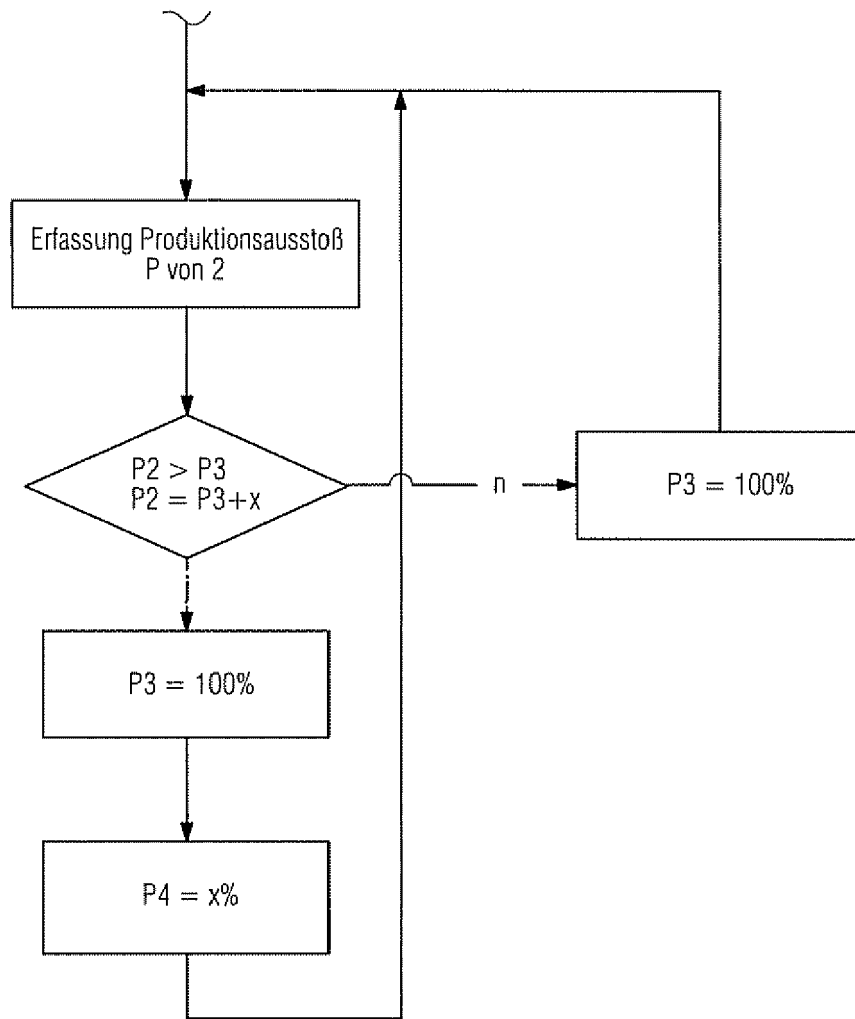 Erfassung Produktionsausstoß
P von 2
P2 > P3
P2 = P3+x
n
P3 = 100%
P3 = 100%
P4 = x%